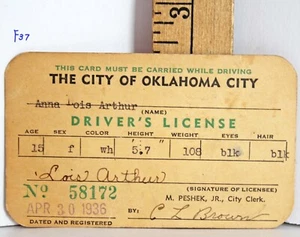 F37
37
THIS CARD MUST BE CARRIED WHILE DRIVING
THE CITY OF OKLAHOMA CITY
Anna Lois Arthur
(NAME)
DRIVER'S LICENSE
AGE SEX COLOR HEIGHT WEIGHT EYES HAIR
15 f wh 5.7 108 blk blk
Lois Arthur
(SIGNATURE OF LICENSEE)
No 58172
M. PESHEK, JR., City Clerk.
APR 30 1936
BY: C L Brown
DATED AND REGISTERED